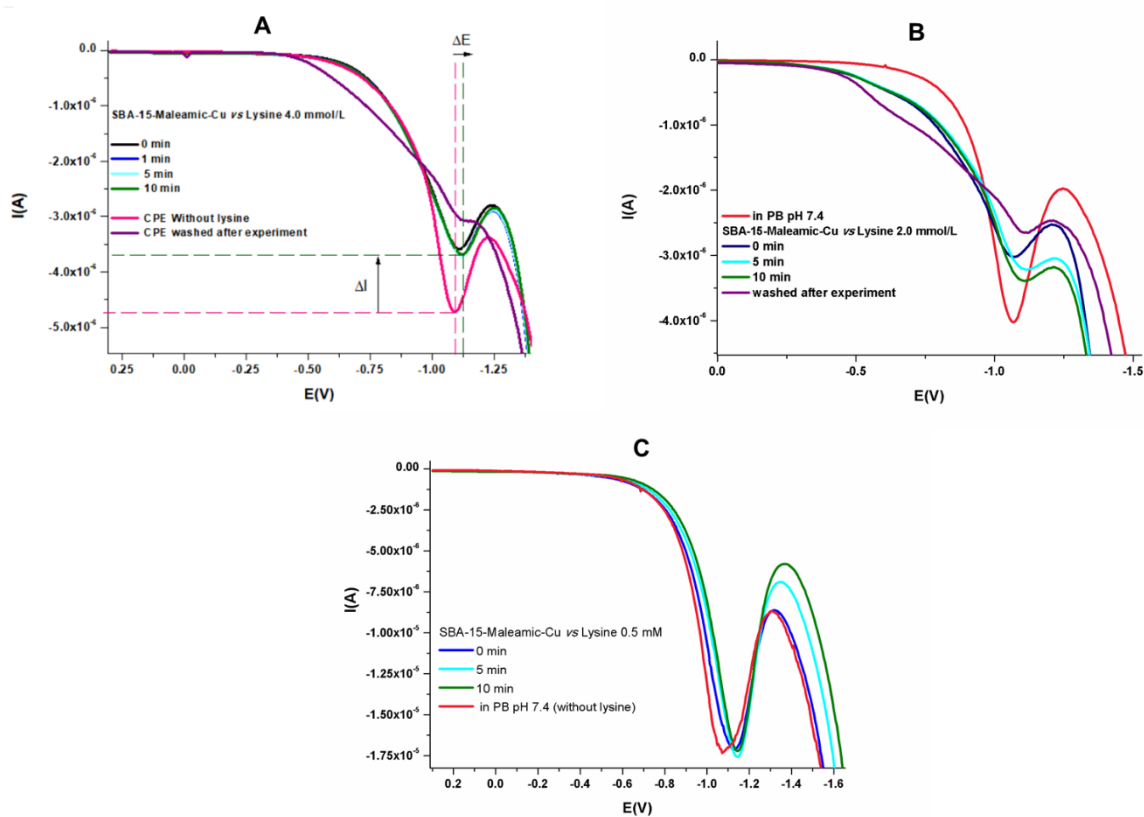 A
ΔE
0.0
-1.0x10⁻⁶
-2.0x10⁻⁶
-3.0x10⁻⁶
-4.0x10⁻⁶
-5.0x10⁻⁶
I(A)
SBA-15-Maleamic-Cu vs Lysine 4.0 mmol/L
0 min
1 min
5 min
10 min
CPE Without lysine
CPE washed after experiment
ΔI
0.25 0.00 -0.25 -0.50 -0.75 -1.00 -1.25
E(V)
B
0.0
-1.0x10⁻⁶
-2.0x10⁻⁶
-3.0x10⁻⁶
-4.0x10⁻⁶
I(A)
in PB pH 7.4
SBA-15-Maleamic-Cu vs Lysine 2.0 mmol/L
0 min
5 min
10 min
washed after experiment
0.0 -0.5 -1.0 -1.5
E(V)
C
0.00
-2.50x10⁻⁶
-5.00x10⁻⁶
-7.50x10⁻⁶
-1.00x10⁻⁵
-1.25x10⁻⁵
-1.50x10⁻⁵
-1.75x10⁻⁵
I(A)
SBA-15-Maleamic-Cu vs Lysine 0.5 mM
0 min
5 min
10 min
in PB pH 7.4 (without lysine)
0.2 0.0 -0.2 -0.4 -0.6 -0.8 -1.0 -1.2 -1.4 -1.6
E(V)